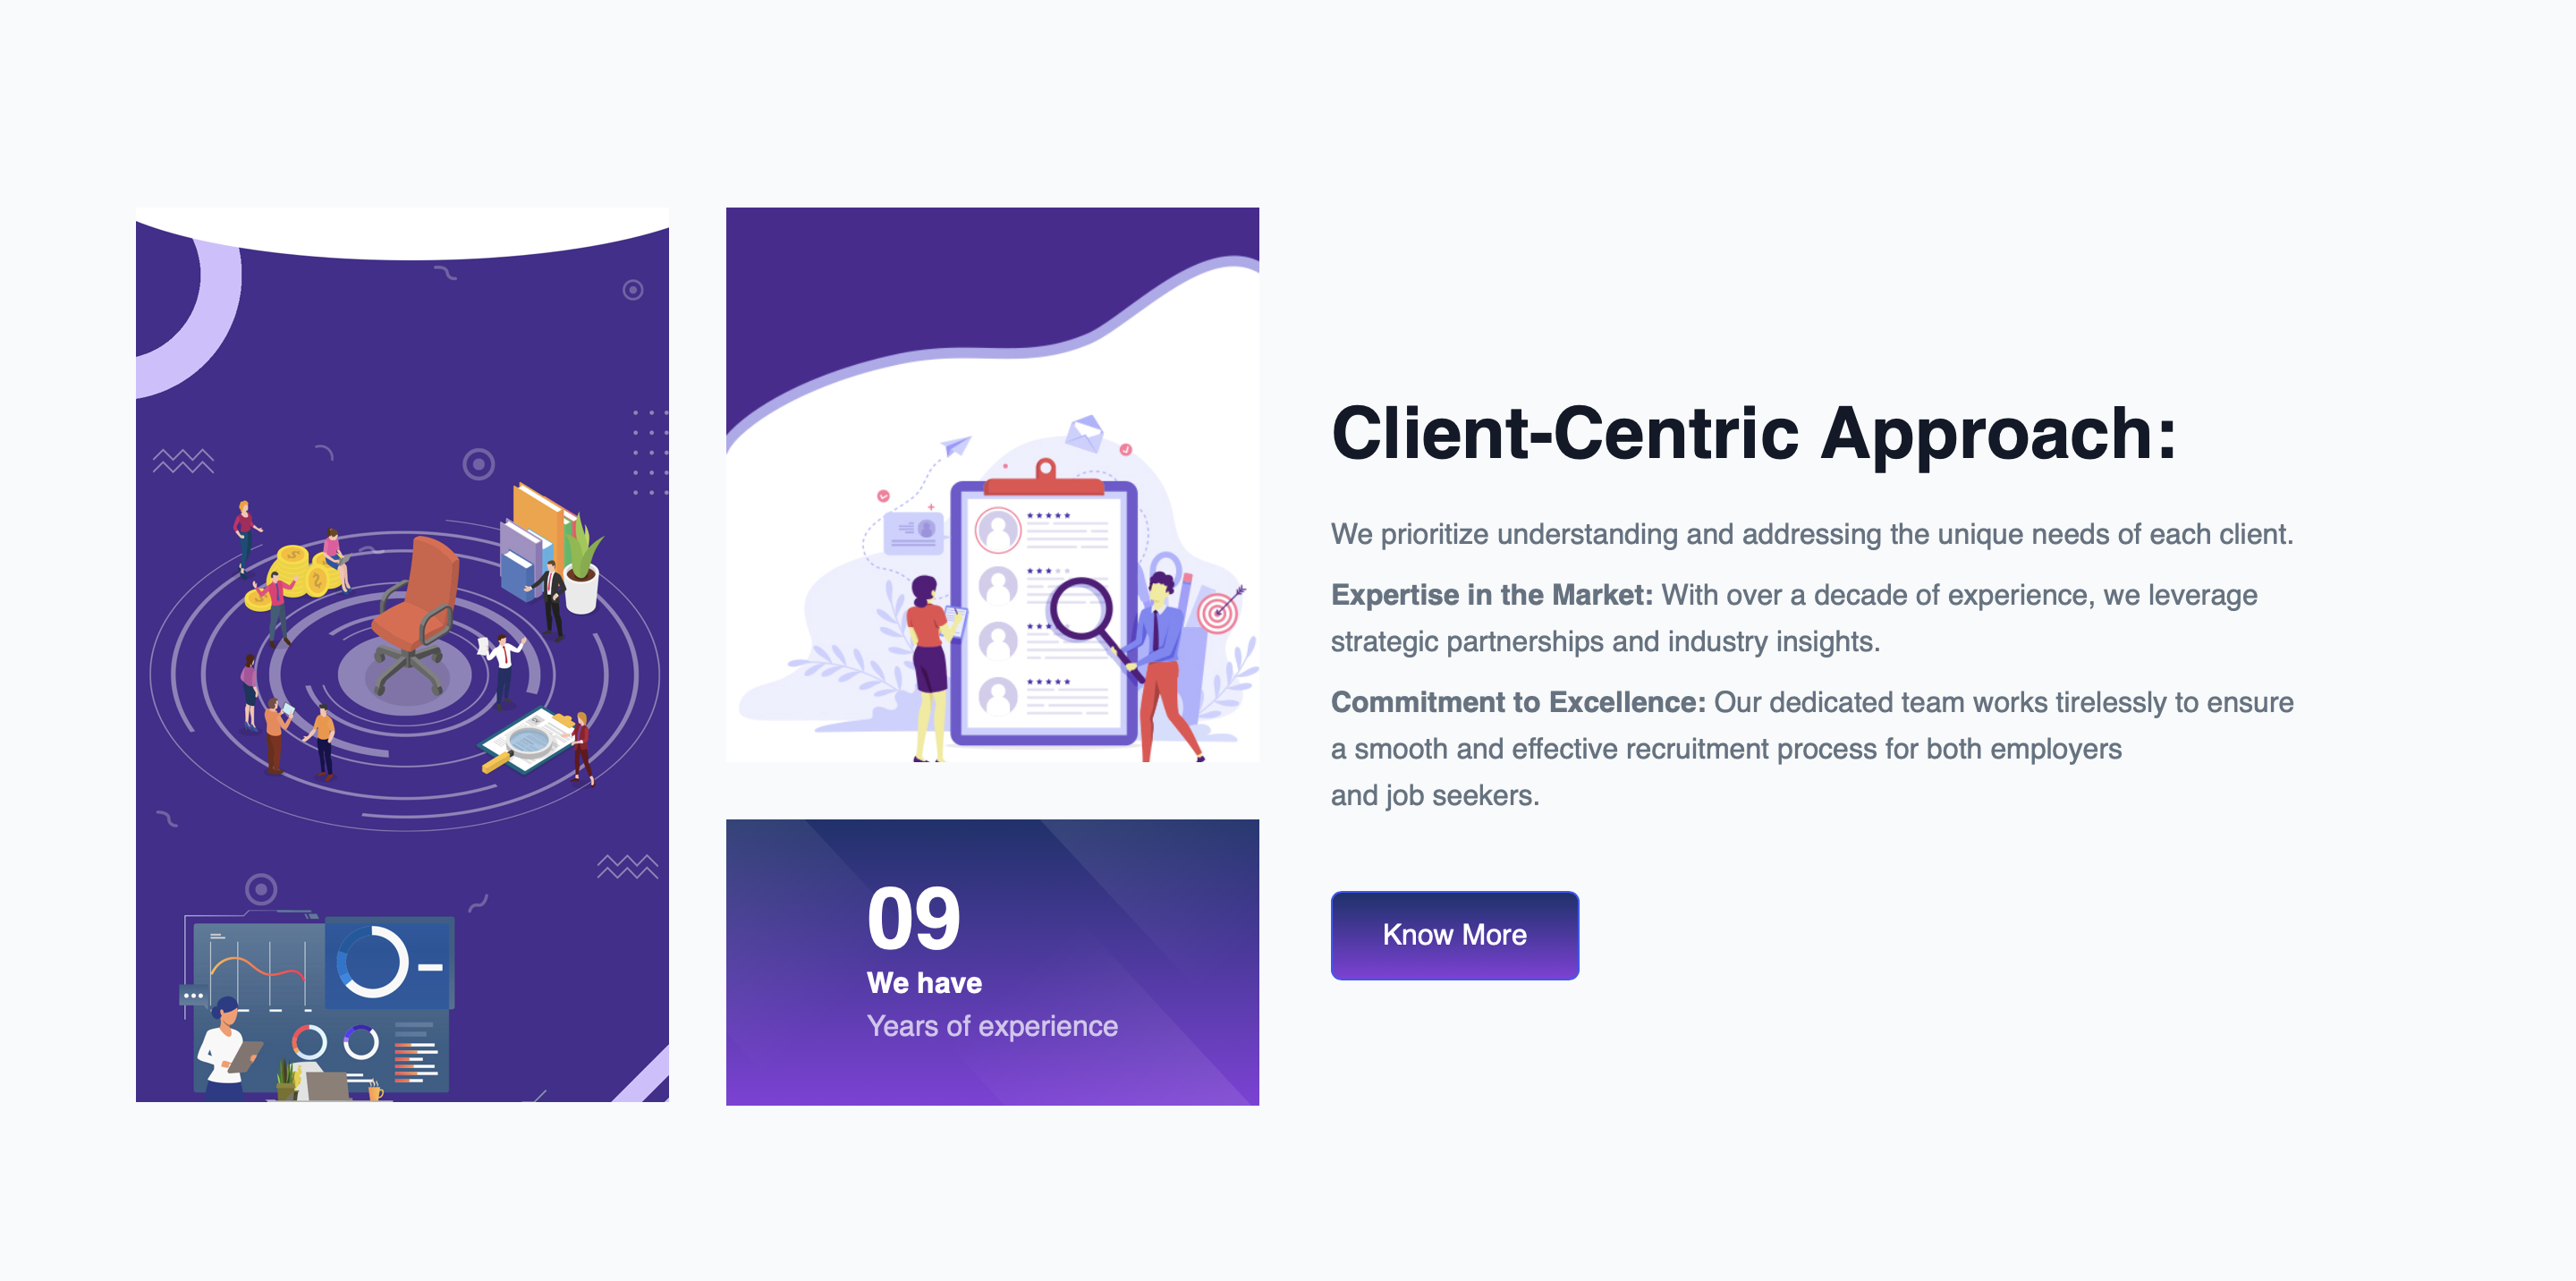 09
We have
Years of experience
Client-Centric Approach:
We prioritize understanding and addressing the unique needs of each client.
Expertise in the Market: With over a decade of experience, we leverage
strategic partnerships and industry insights.
Commitment to Excellence: Our dedicated team works tirelessly to ensure
a smooth and effective recruitment process for both employers
and job seekers.
Know More